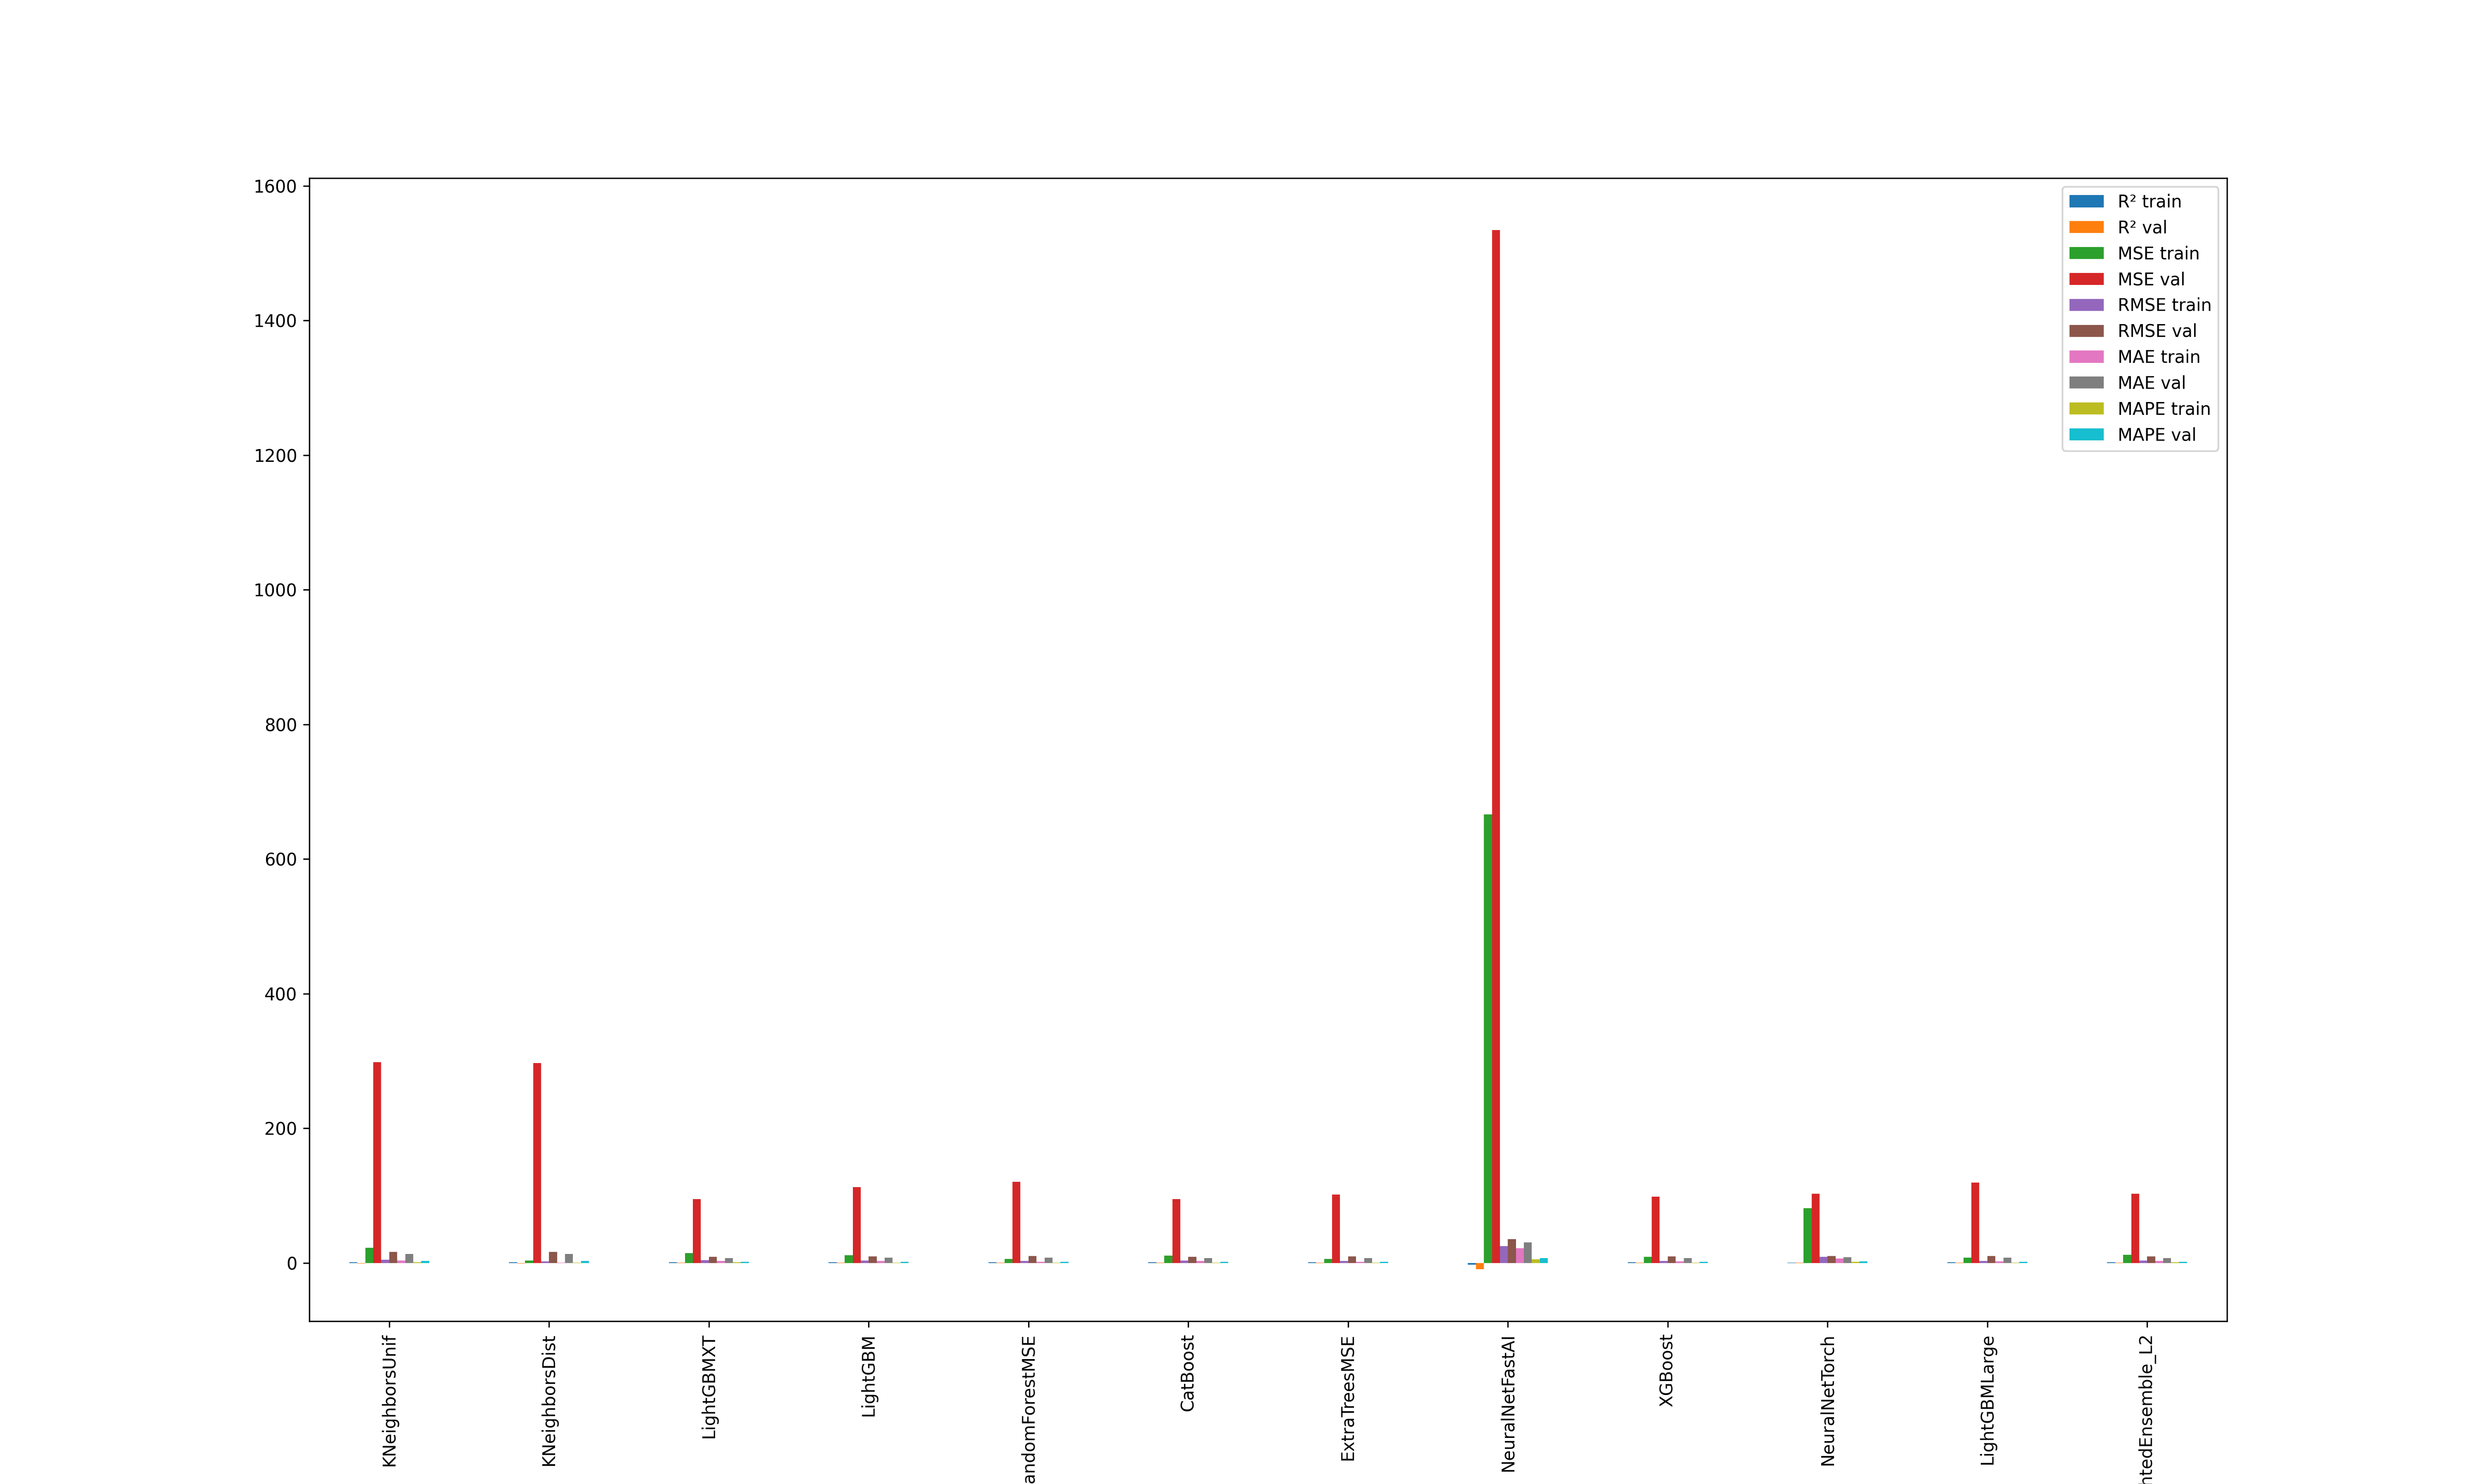 1600
1400
1200
1000
800
600
400
200
0
R² train
R² val
MSE train
MSE val
RMSE train
RMSE val
MAE train
MAE val
MAPE train
MAPE val
KNeighborsUnif
KNeighborsDist
LightGBMXT
LightGBM
andomForestMSE
CatBoost
ExtraTreesMSE
NeuralNetFastAI
XGBoost
NeuralNetTorch
LightGBMLarge
ntedEnsemble_L2